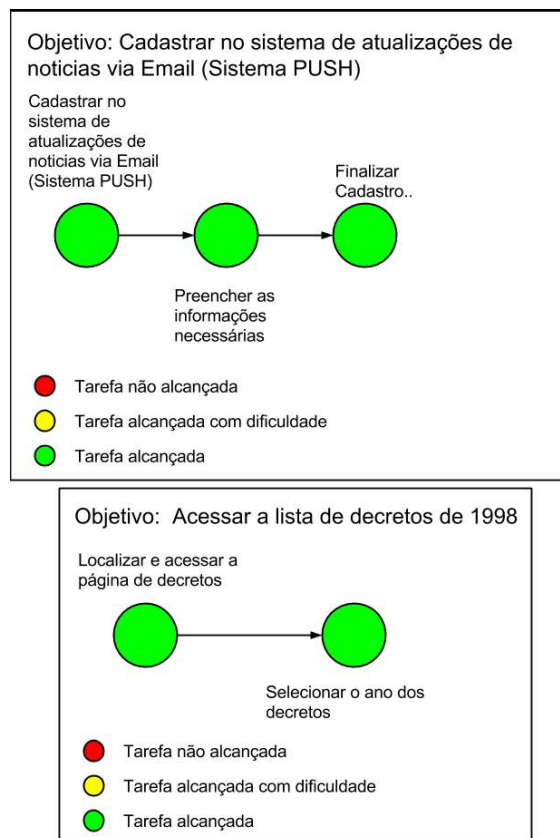 Objetivo: Cadastrar no sistema de atualizações de
noticias via Email (Sistema PUSH)
Cadastrar no
sistema de
atualizações de
noticias via Email
(Sistema PUSH)
Finalizar
Cadastro..
Preencher as
informações
necessárias
Tarefa não alcançada
Tarefa alcançada com dificuldade
Tarefa alcançada
Objetivo: Acessar a lista de decretos de 1998
Localizar e acessar a
página de decretos
Selecionar o ano dos
decretos
Tarefa não alcançada
Tarefa alcançada com dificuldade
Tarefa alcançada